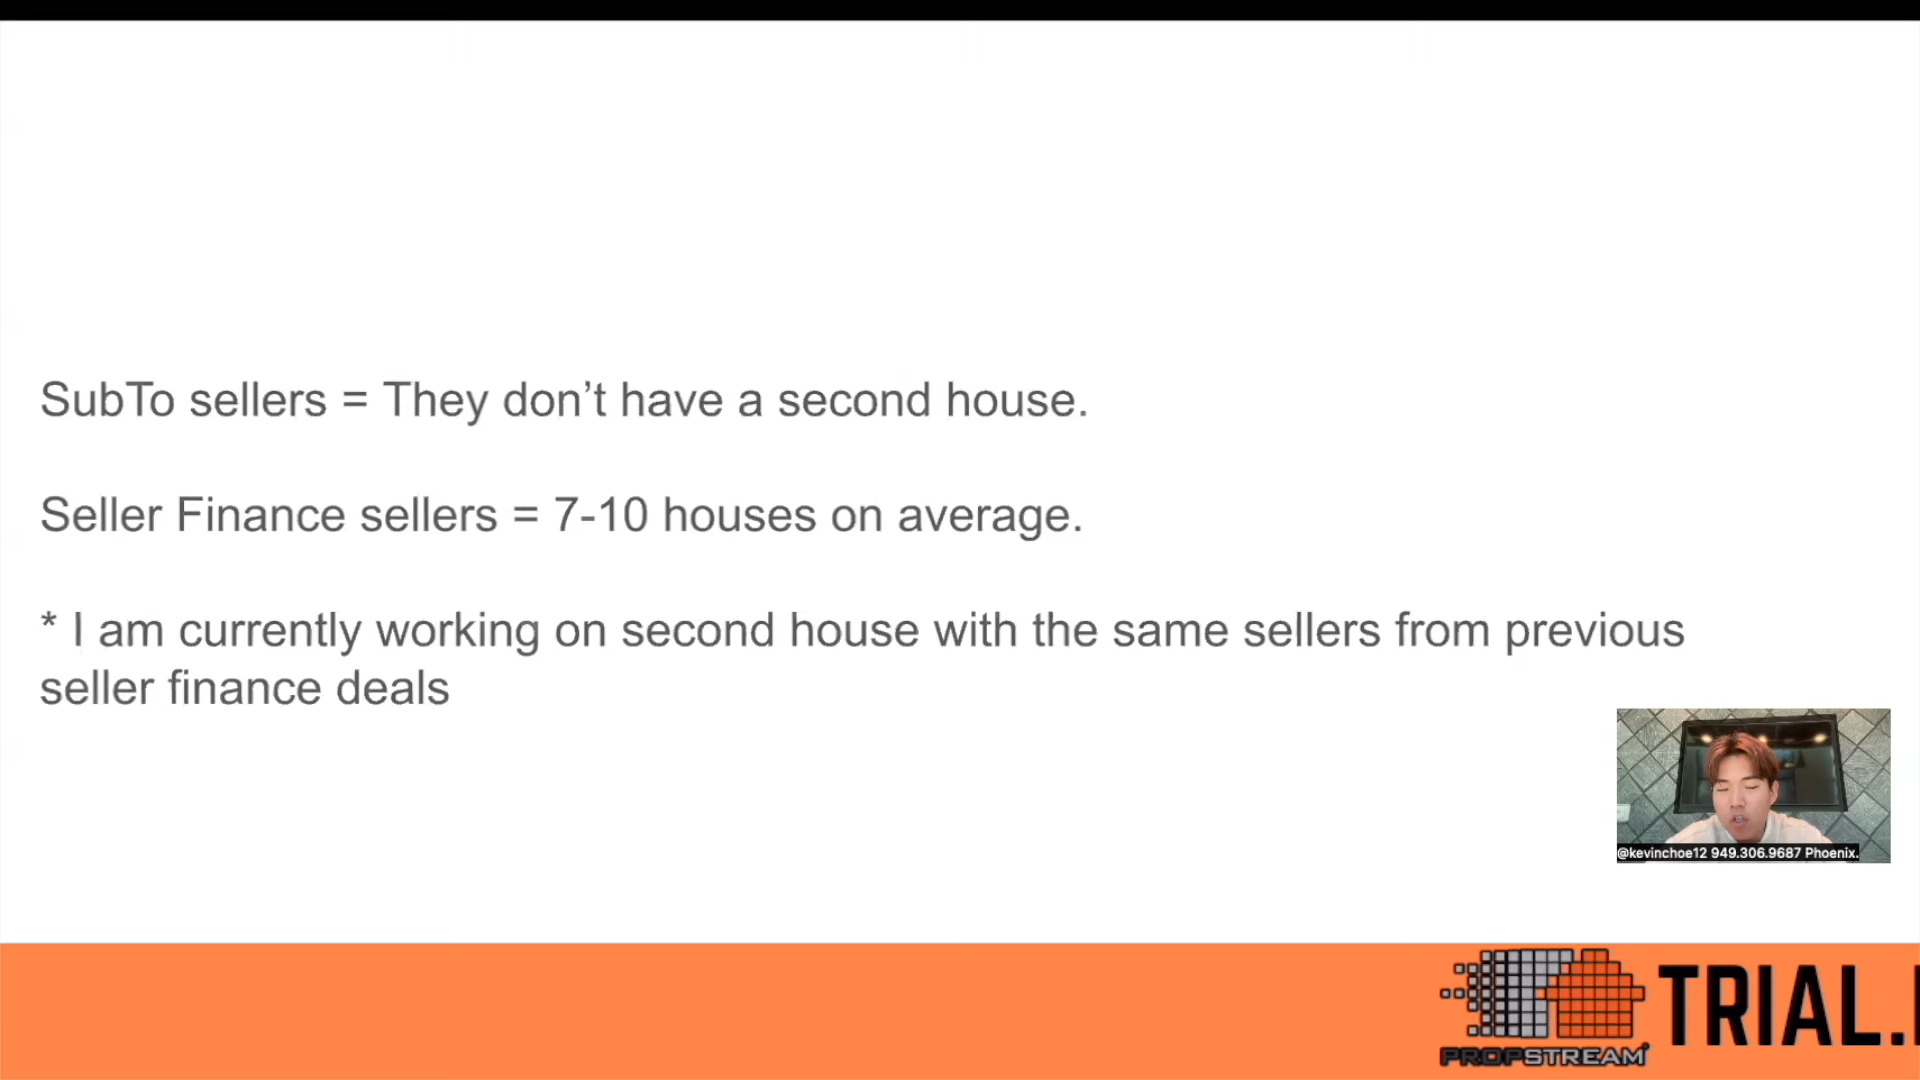 SubTo sellers = They don’t have a second house.
Seller Finance sellers = 7-10 houses on average.
* I am currently working on second house with the same sellers from previous
seller finance deals
@kevinchoe12 949.306.9687 Phoenix.
PROPSTREAM
TRIAL.